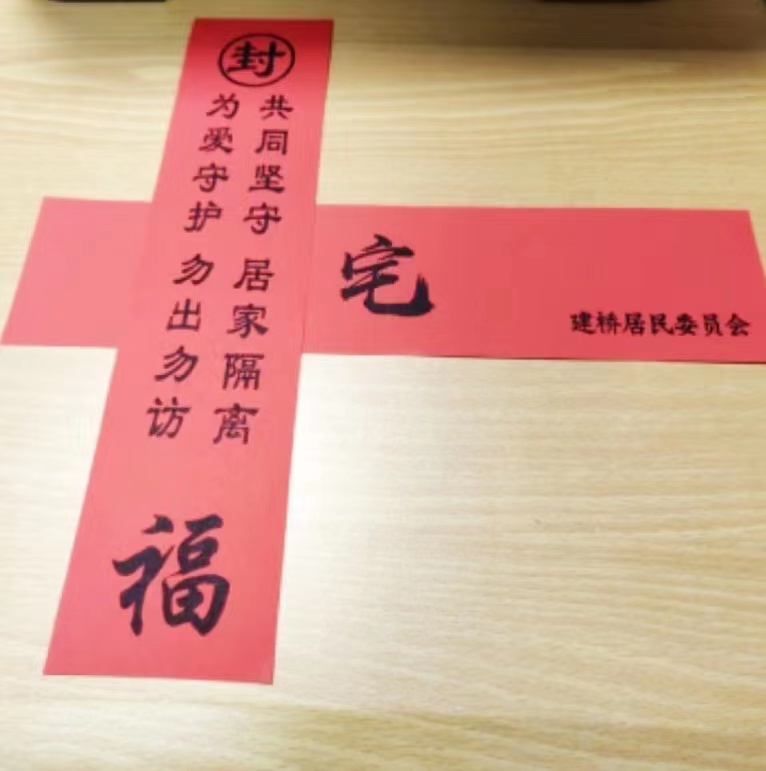 封
共同坚守 居家隔离
为爱守护 勿出勿访
福
宅
建桥居民委员会